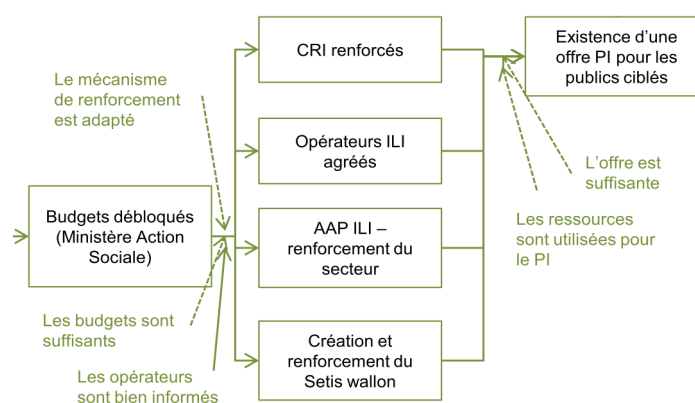 CRI renforcés
Existence d'une
offre PI pour les
publics ciblés
Le mécanisme
de renforcement
est adapté
Opérateurs ILI
agréés
L'offre est
suffisante
Budgets débloqués
(Ministère Action
Sociale)
AAP ILI –
renforcement du
secteur
Les ressources
sont utilisées pour
le PI
Les budgets sont
suffisants
Création et
renforcement du
Setis wallon
Les opérateurs
sont bien informés